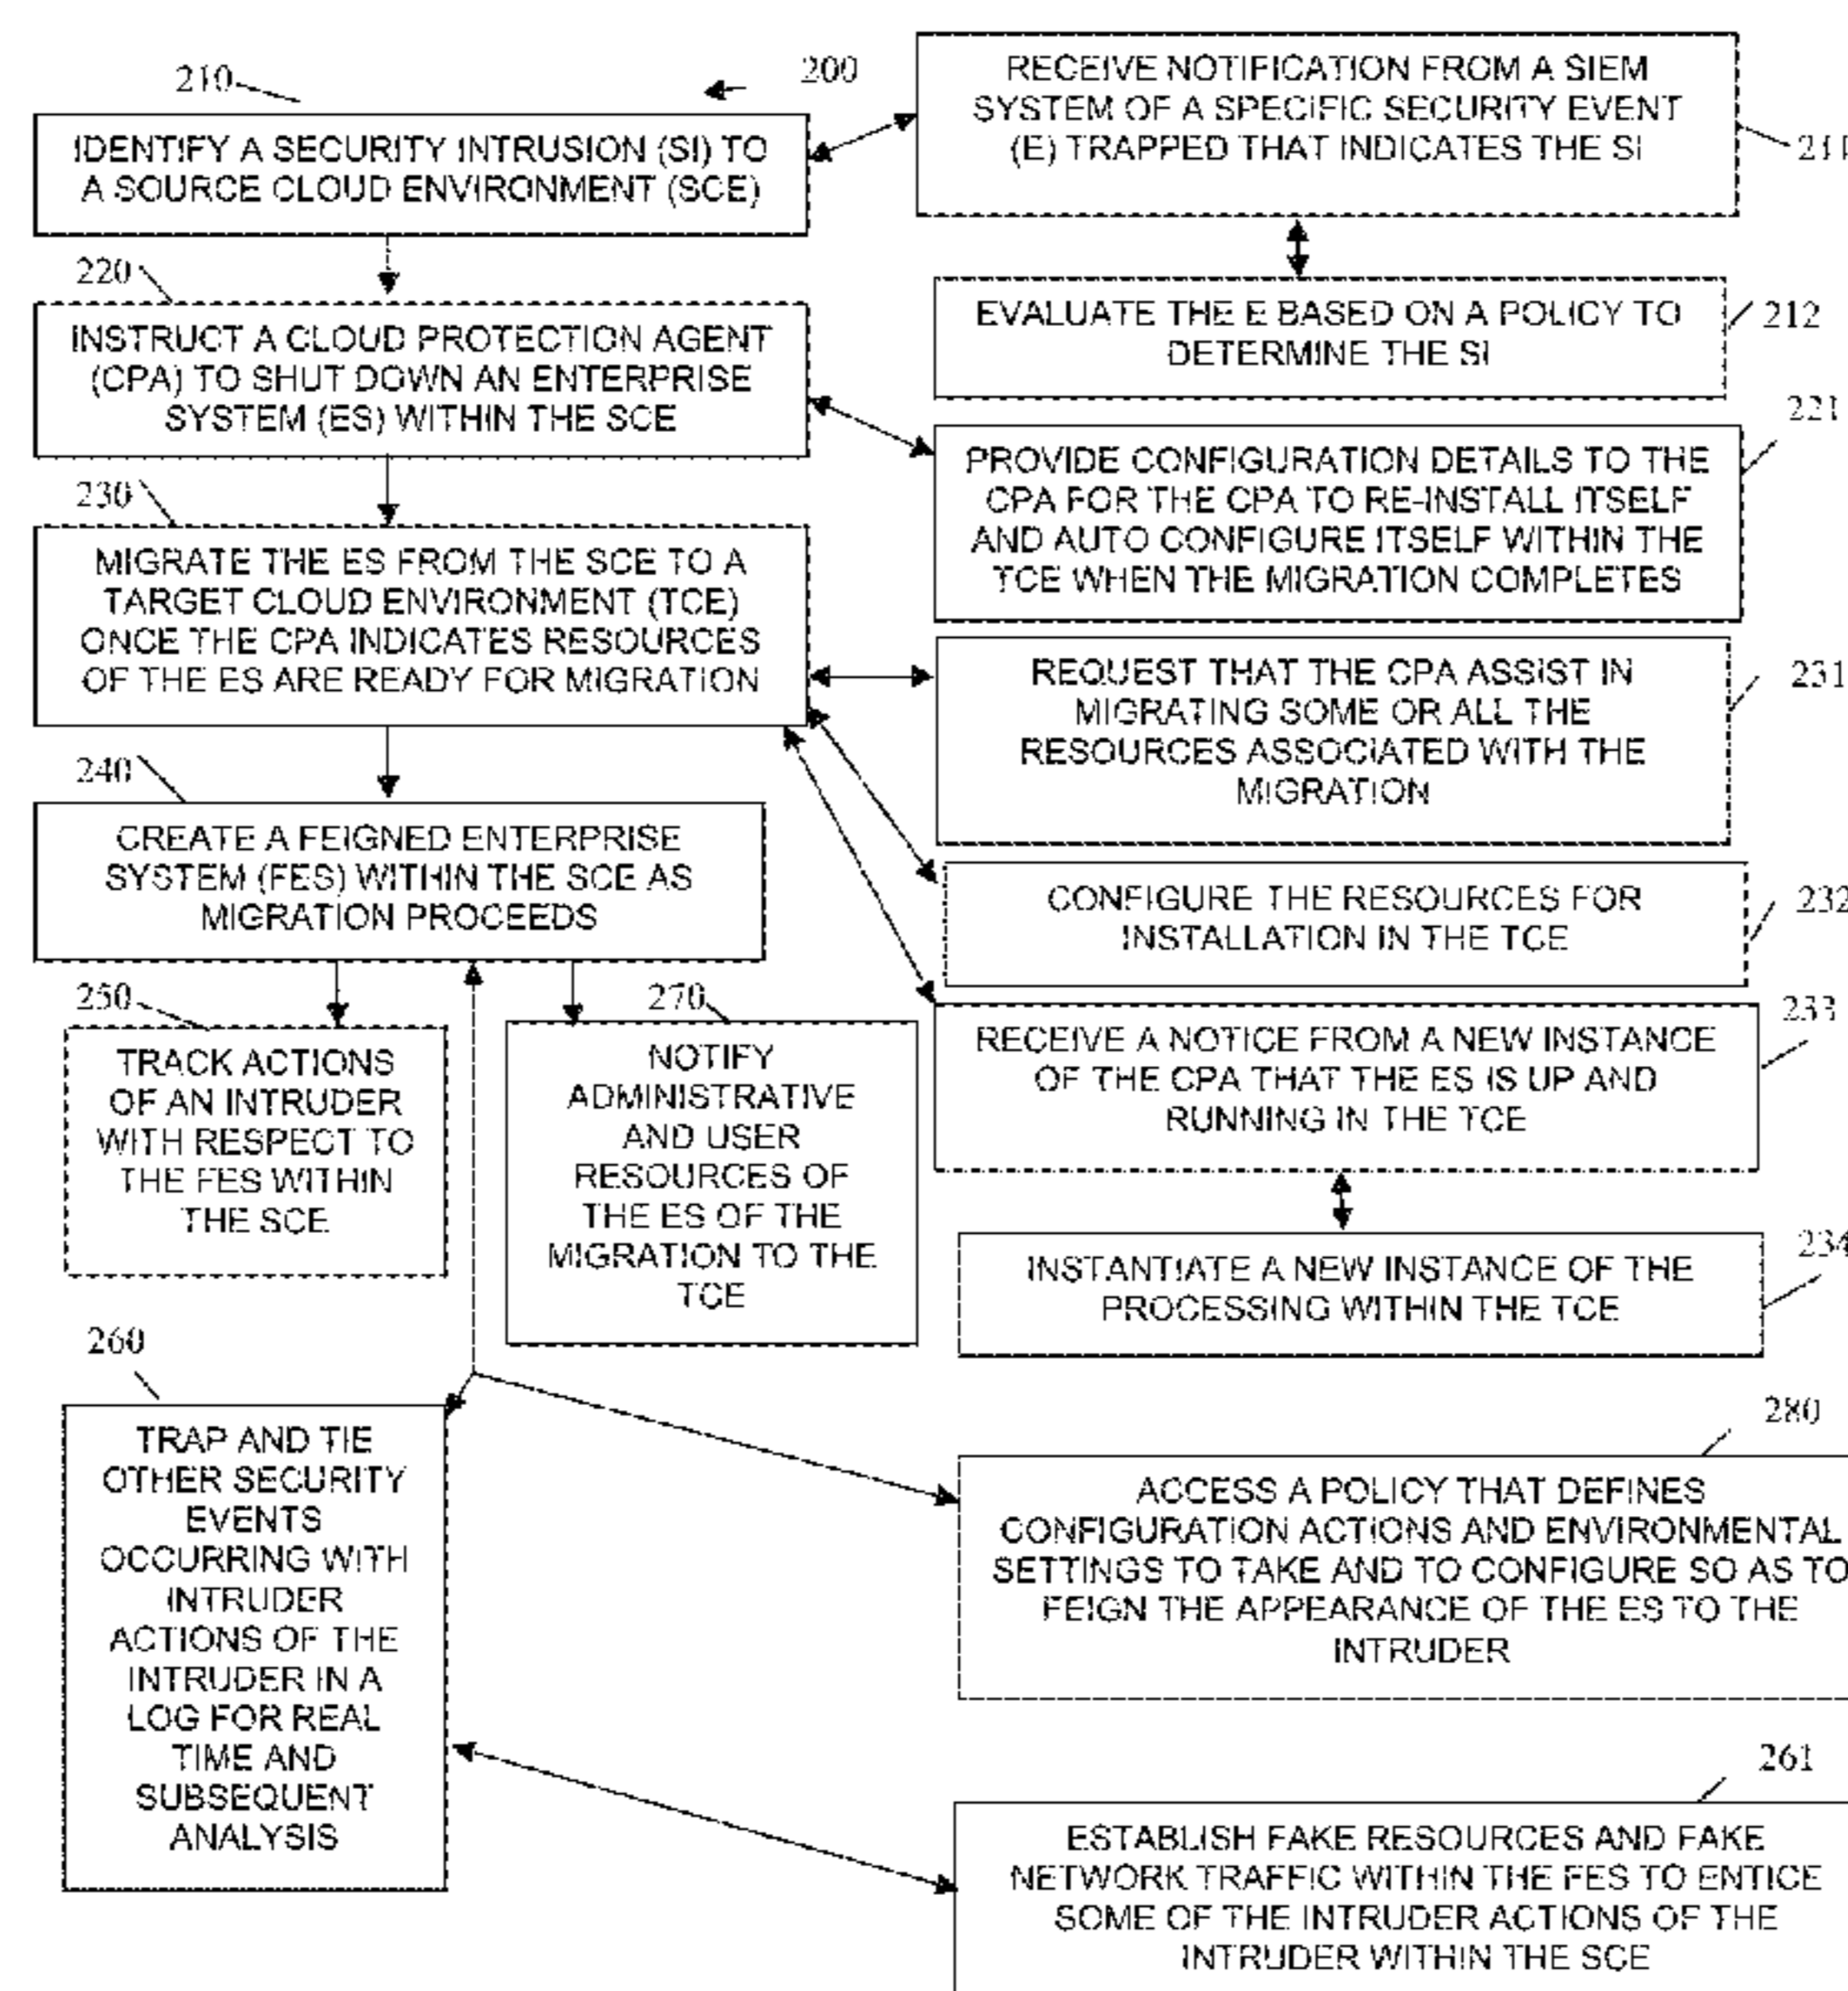 210
200
IDENTIFY A SECURITY INTRUSION (SI) TO
A SOURCE CLOUD ENVIRONMENT (SCE)
RECEIVE NOTIFICATION FROM A SIEM
SYSTEM OF A SPECIFIC SECURITY EVENT
(E) TRAPPED THAT INDICATES THE SI
211
220
INSTRUCT A CLOUD PROTECTION AGENT
(CPA) TO SHUT DOWN AN ENTERPRISE
SYSTEM (ES) WITHIN THE SCE
EVALUATE THE E BASED ON A POLICY TO
DETERMINE THE SI
212
221
PROVIDE CONFIGURATION DETAILS TO THE
CPA FOR THE CPA TO RE-INSTALL ITSELF
AND AUTO CONFIGURE ITSELF WITHIN THE
TCE WHEN THE MIGRATION COMPLETES
230
MIGRATE THE ES FROM THE SCE TO A
TARGET CLOUD ENVIRONMENT (TCE)
ONCE THE CPA INDICATES RESOURCES
OF THE ES ARE READY FOR MIGRATION
REQUEST THAT THE CPA ASSIST IN
MIGRATING SOME OR ALL THE
RESOURCES ASSOCIATED WITH THE
MIGRATION
231
240
CREATE A FEIGNED ENTERPRISE
SYSTEM (FES) WITHIN THE SCE AS
MIGRATION PROCEEDS
CONFIGURE THE RESOURCES FOR
INSTALLATION IN THE TCE
232
250
TRACK ACTIONS
OF AN INTRUDER
WITH RESPECT TO
THE FES WITHIN
THE SCE
270
NOTIFY
ADMINISTRATIVE
AND USER
RESOURCES OF
THE ES OF THE
MIGRATION TO THE
TCE
233
RECEIVE A NOTICE FROM A NEW INSTANCE
OF THE CPA THAT THE ES IS UP AND
RUNNING IN THE TCE
234
INSTANTIATE A NEW INSTANCE OF THE
PROCESSING WITHIN THE TCE
260
TRAP AND TIE
OTHER SECURITY
EVENTS
OCCURRING WITH
INTRUDER
ACTIONS OF THE
INTRUDER IN A
LOG FOR REAL
TIME AND
SUBSEQUENT
ANALYSIS
280
ACCESS A POLICY THAT DEFINES
CONFIGURATION ACTIONS AND ENVIRONMENTAL
SETTINGS TO TAKE AND TO CONFIGURE SO AS TO
FEIGN THE APPEARANCE OF THE ES TO THE
INTRUDER
261
ESTABLISH FAKE RESOURCES AND FAKE
NETWORK TRAFFIC WITHIN THE FES TO ENTICE
SOME OF THE INTRUDER ACTIONS OF THE
INTRUDER WITHIN THE SCE